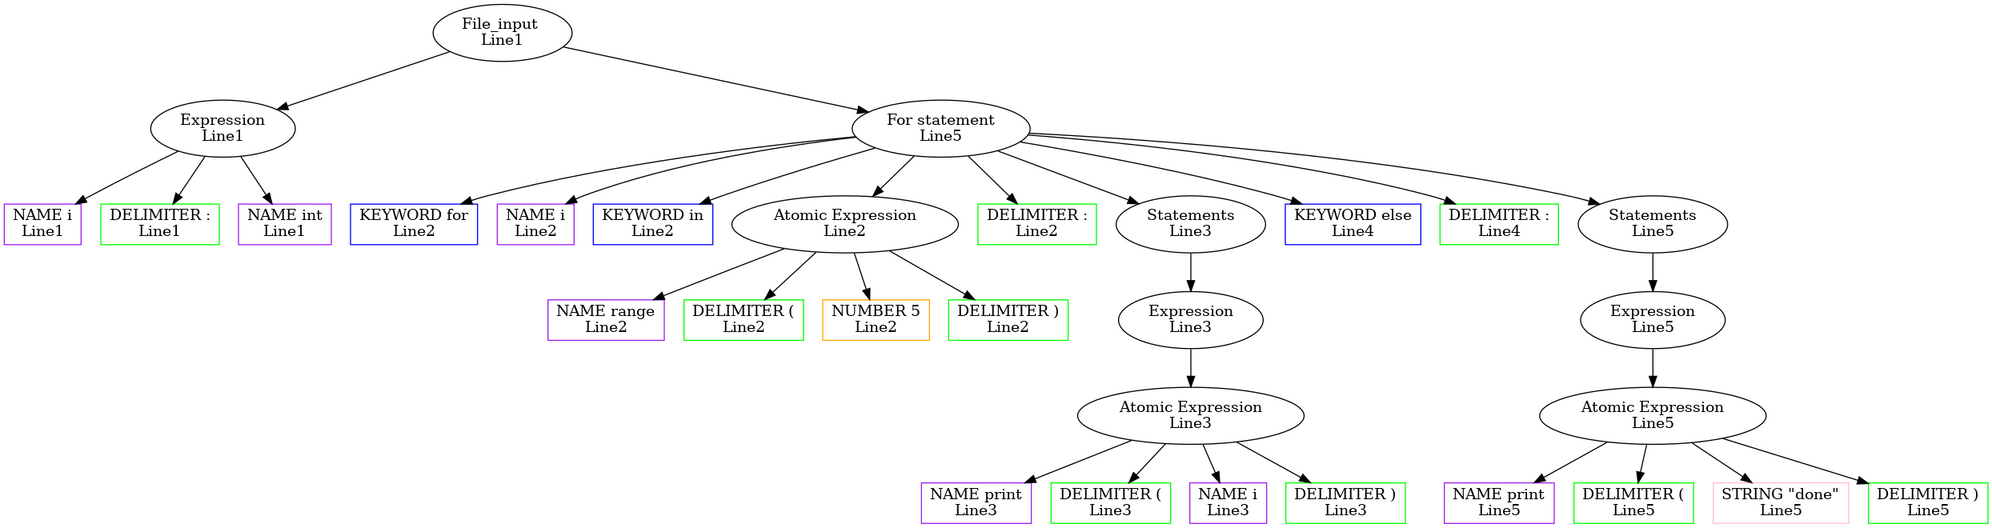 File_input
Line1
Expression
Line1
For statement
Line5
NAME i
Line1
DELIMITER :
Line1
NAME int
Line1
KEYWORD for
Line2
NAME i
Line2
KEYWORD in
Line2
Atomic Expression
Line2
DELIMITER :
Line2
Statements
Line3
KEYWORD else
Line4
DELIMITER :
Line4
Statements
Line5
NAME range
Line2
DELIMITER (
Line2
NUMBER 5
Line2
DELIMITER )
Line2
Expression
Line3
Expression
Line5
Atomic Expression
Line3
Atomic Expression
Line5
NAME print
Line3
DELIMITER (
Line3
NAME i
Line3
DELIMITER )
Line3
NAME print
Line5
DELIMITER (
Line5
STRING "done"
Line5
DELIMITER )
Line5